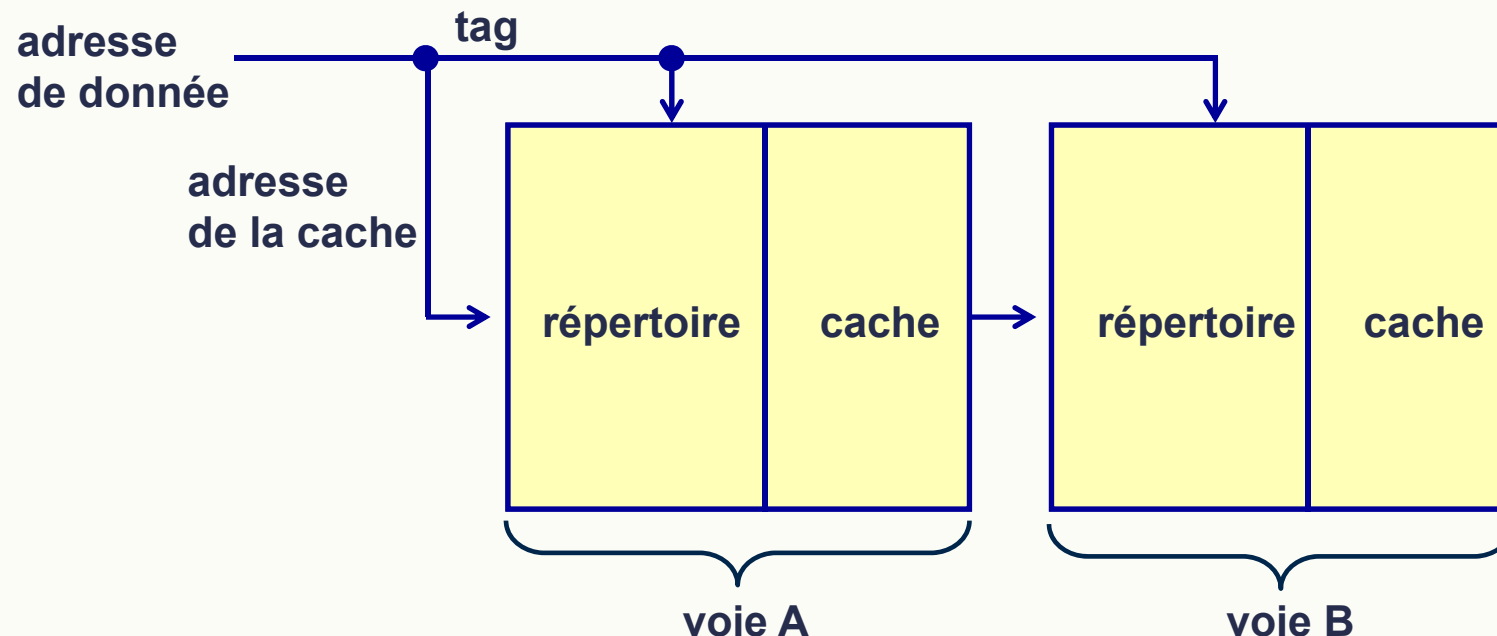 adresse
de donnée
tag
adresse
de la cache
répertoire
cache
répertoire
cache
voie A
voie B